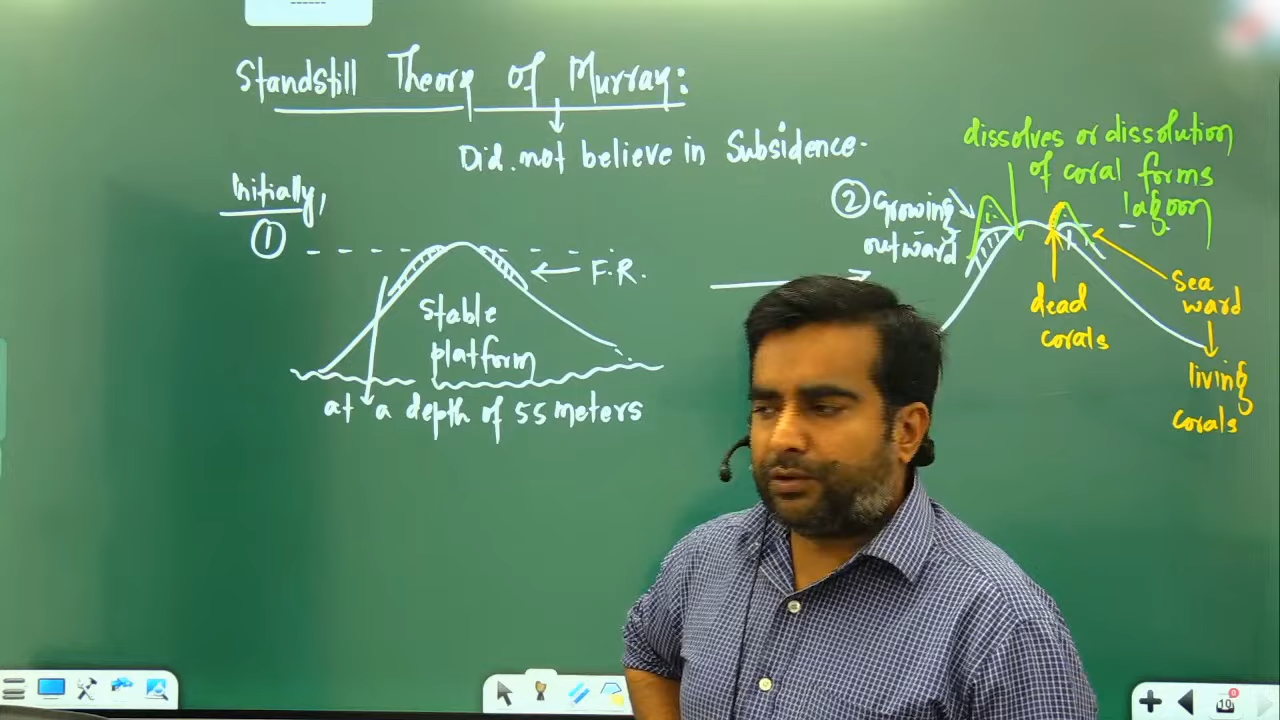 Standstill Theory of Murray:
Did not believe in Subsidence.
Initially,
①
F.R.
stable
platform
at a depth of 55 meters
② Growing
outward
dissolves or dissolution
of coral forms
lagoon
dead
corals
sea
ward
living
corals
10